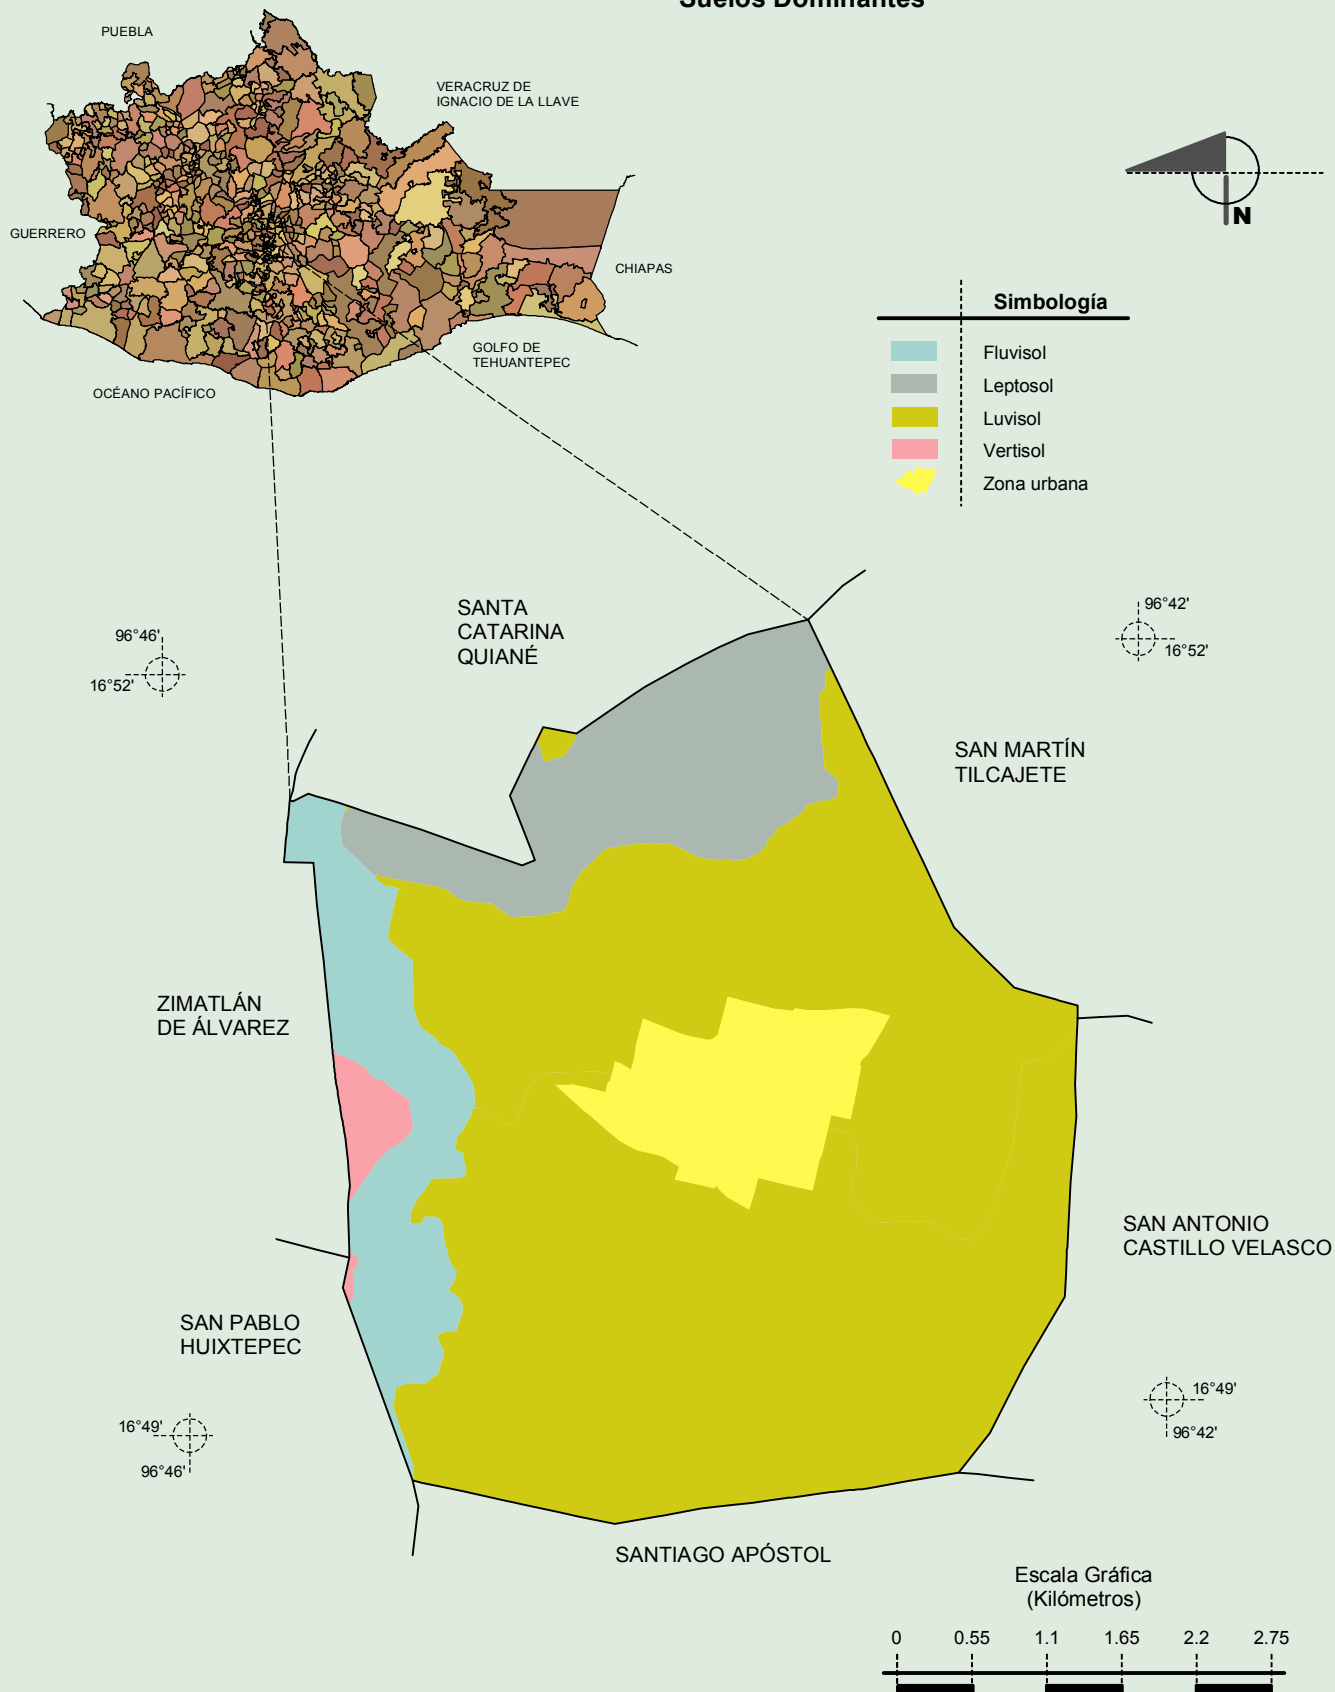 Suelos Dominantes
PUEBLA
VERACRUZ DE
IGNACIO DE LA LLAVE
GUERRERO
CHIAPAS
GOLFO DE
TEHUANTEPEC
OCÉANO PACÍFICO
N
Simbología
Fluvisol
Leptosol
Luvisol
Vertisol
Zona urbana
SANTA
CATARINA
QUIANÉ
96°46'
16°52'
96°42'
16°52'
SAN MARTÍN
TILCAJETE
ZIMATLÁN
DE ÁLVAREZ
SAN ANTONIO
CASTILLO VELASCO
SAN PABLO
HUIXTEPEC
16°49'
96°46'
16°49'
96°42'
SANTIAGO APÓSTOL
Escala Gráfica
(Kilómetros)
0 0.55 1.1 1.65 2.2 2.75